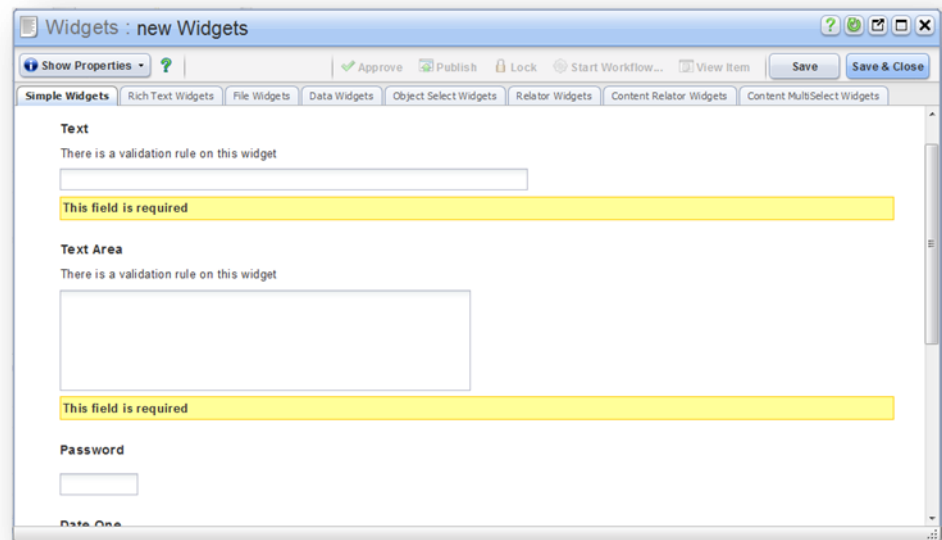 Widgets : new Widgets
Show Properties ? Approve Publish Lock Start Workflow... View Item Save Save & Close
Simple Widgets Rich Text Widgets File Widgets Data Widgets Object Select Widgets Relator Widgets Content Relator Widgets Content MultiSelect Widgets
Text
There is a validation rule on this widget
This field is required
Text Area
There is a validation rule on this widget
This field is required
Password
Date One